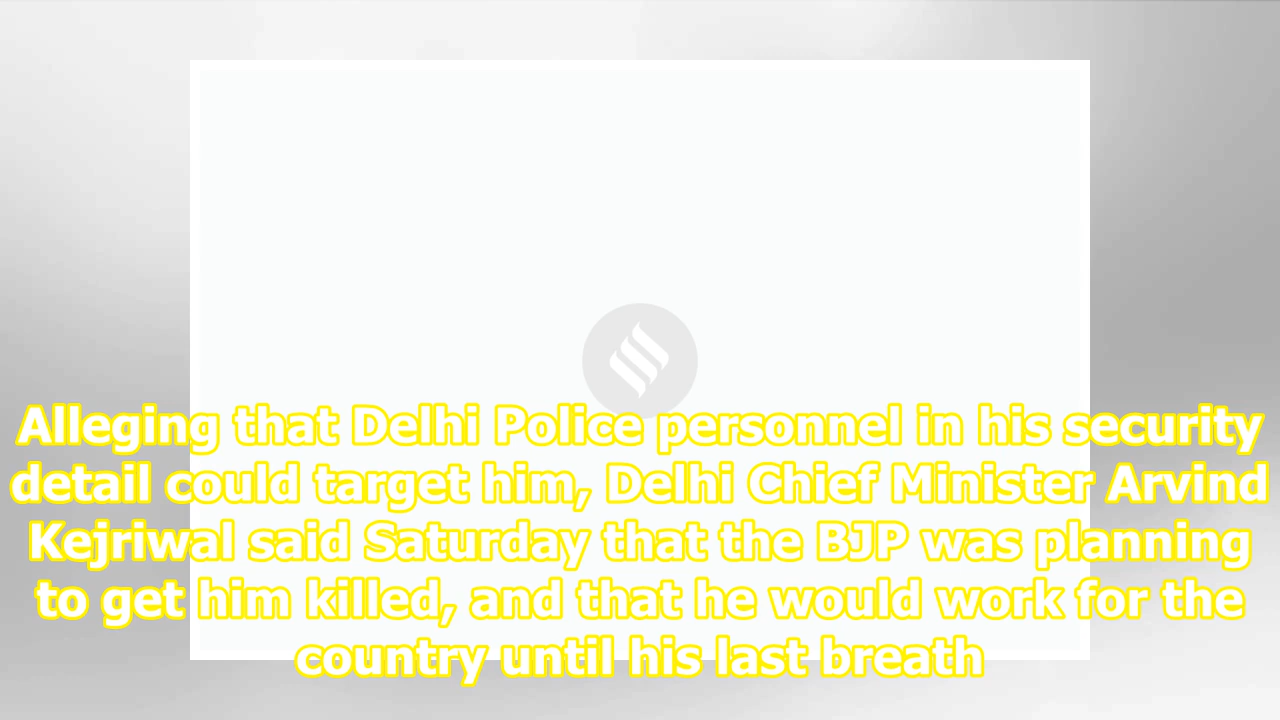 Alleging that Delhi Police personnel in his security
detail could target him, Delhi Chief Minister Arvind
Kejriwal said Saturday that the BJP was planning
to get him killed, and that he would work for the
country until his last breath